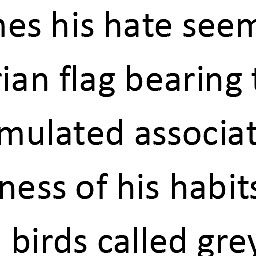 nes his hate seem
rian flag bearing t
mulated associat
ness of his habits
birds called grey